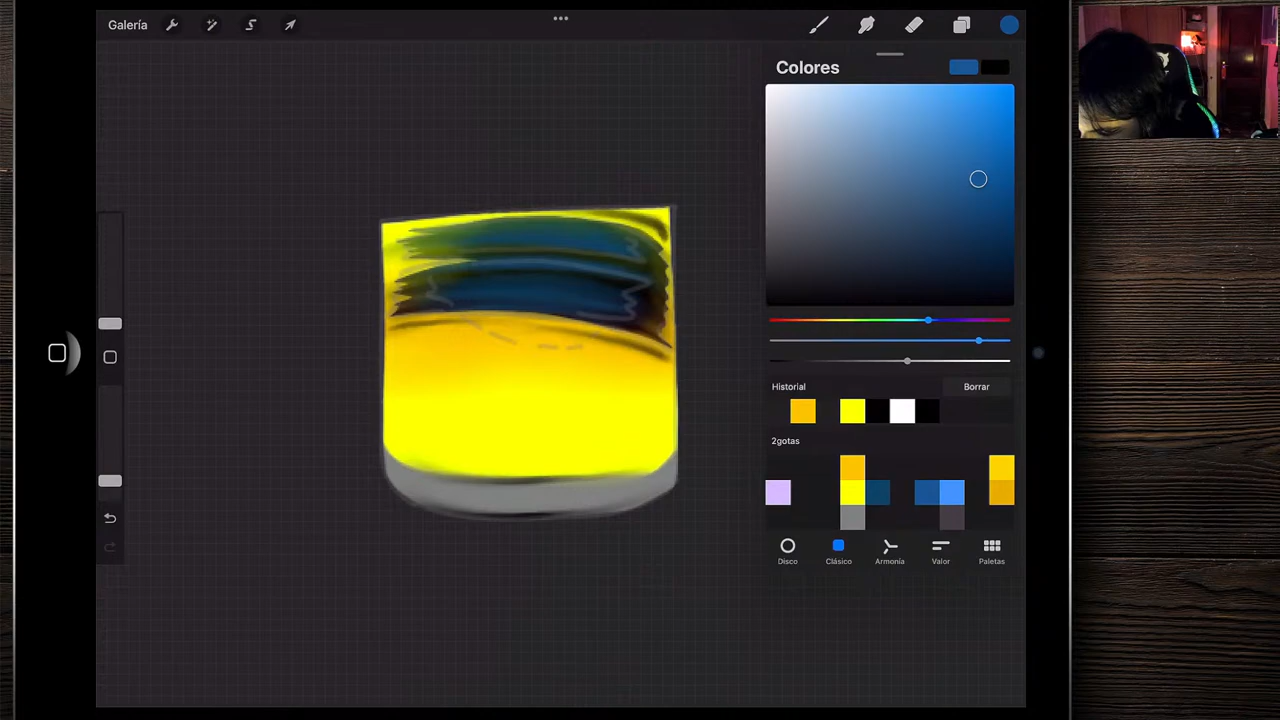 Galería
Colores
Historial
Borrar
2gotas
Disco
Clásico
Armonía
Valor
Paletas